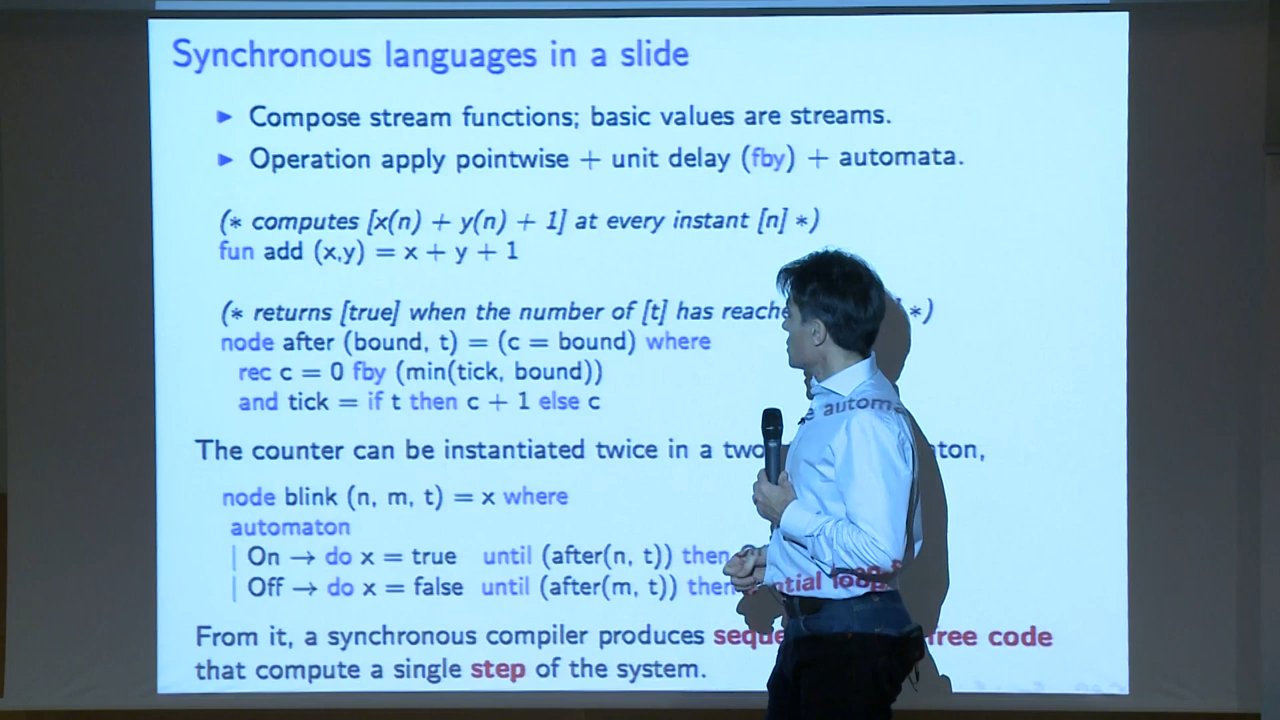 Synchronous languages in a slide
▶ Compose stream functions; basic values are streams.
▶ Operation apply pointwise + unit delay (fby) + automata.
(* computes [x(n) + y(n) + 1] at every instant [n] *)
fun add (x,y) = x + y + 1
(* returns [true] when the number of [t] has *)
node after (bound, t) = (c = bound) where
rec c = 0 fby (min(tick, bound))
and tick = if t then c + 1 else c
The counter can be instantiated twice in a two
node blink (n, m, t) = x where
automaton
| On → do x = true until (after(n, t)) then
| Off → do x = false until (after(m, t)) then
From it, a synchronous compiler produces free code
that compute a single step of the system.